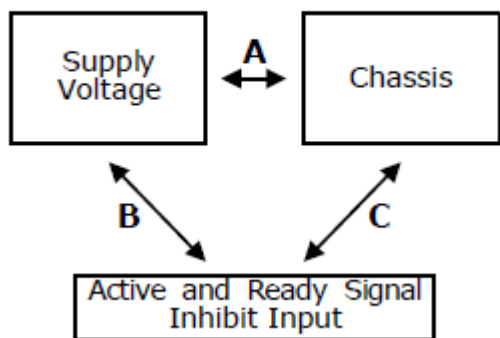 Supply
Voltage
A
Chassis
B
C
Active and Ready Signal
Inhibit Input